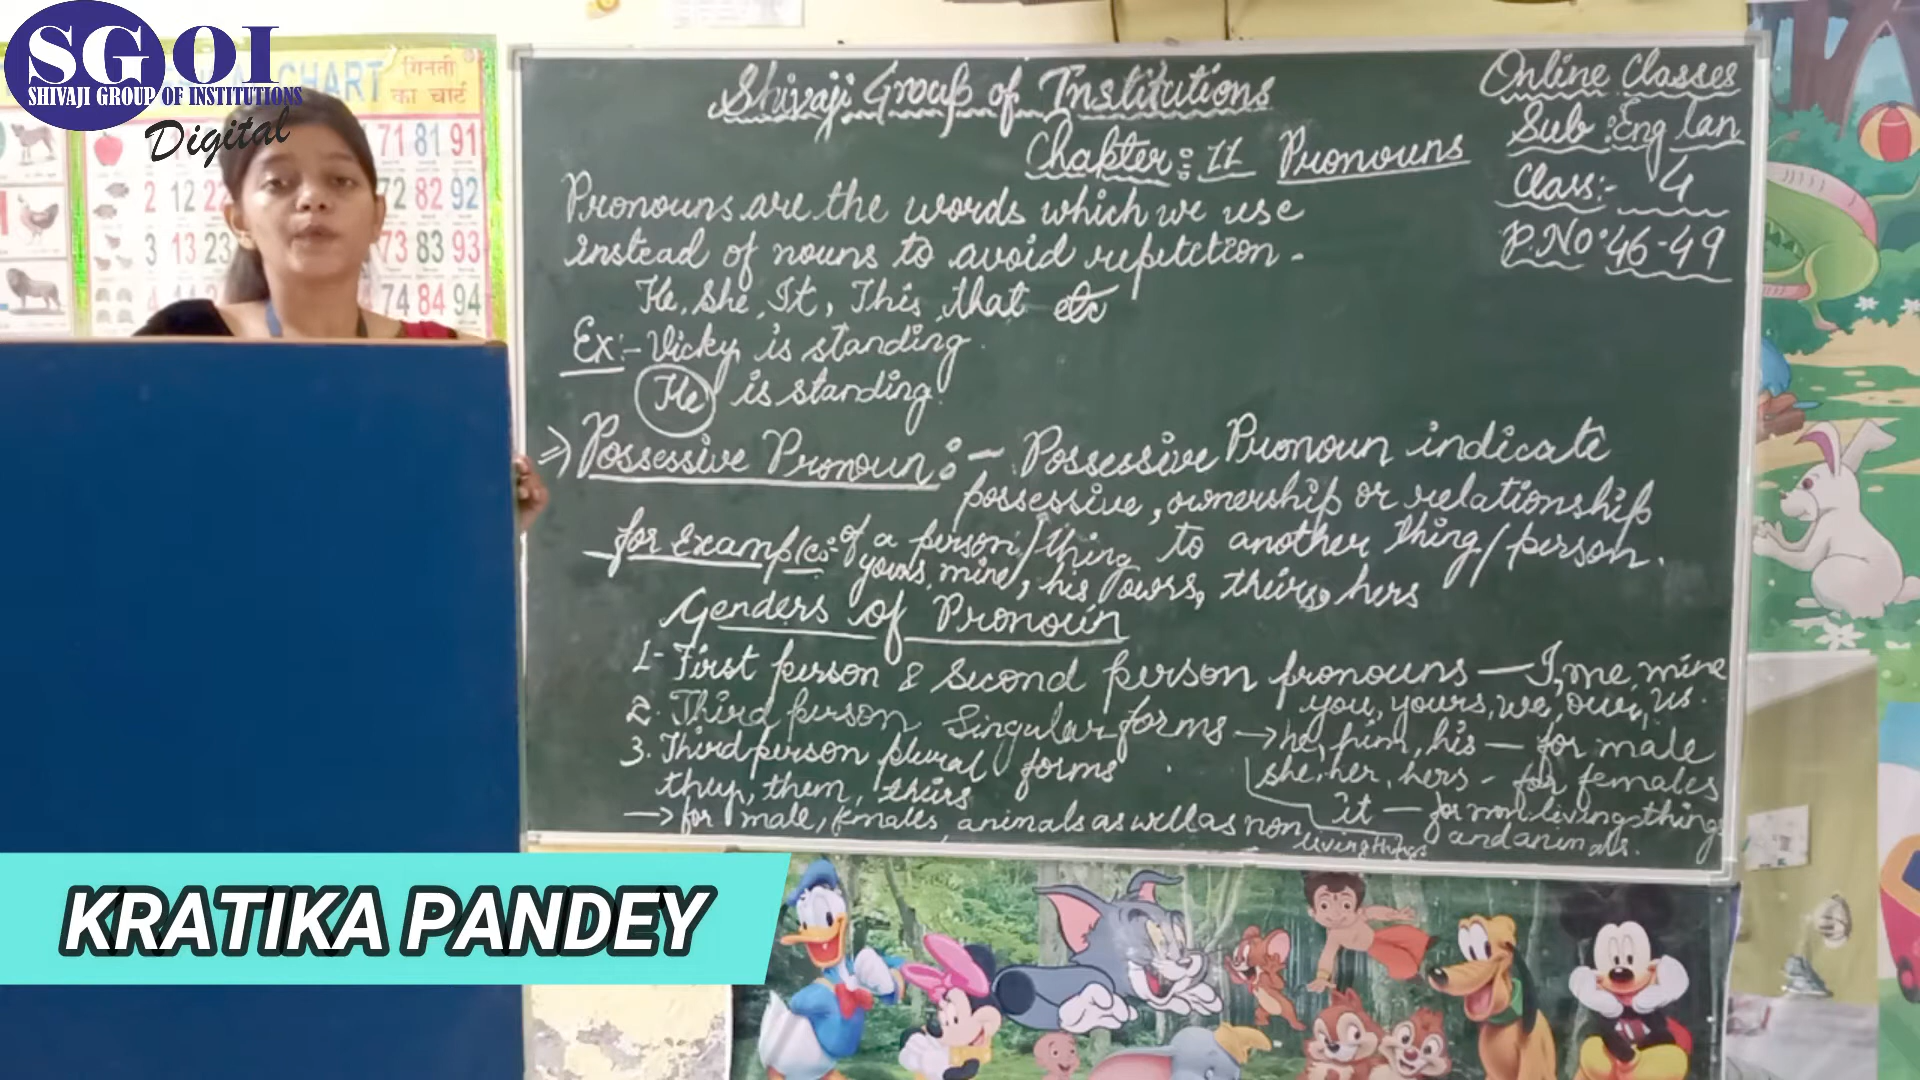 SGOI
SHIVAJI GROUP OF INSTITUTIONS
Digital
CHART
गिनती
का चार्ट
71 81 91
2 12 22 72 82 92
3 13 23 73 83 93
74 84 94
Shivaji Group of Institutions
Online Classes
Sub :Eng lan
Class:- 4
P.NO:46-49
Chapter: 11 Pronouns
Pronouns are the words which we use
instead of nouns to avoid repitition.
He, She, It, This, that etc
Ex:- Vicky is standing
He is standing.
⇒ Possessive Pronoun :- Possessive Pronoun indicate
possessive, ownership or relationship
of a person/thing to another thing/person.
for Example:- yours, mine, his ours, theirs, hers
Genders of Pronoun
1- First person & Second person pronouns — I, me, mine
you, yours, we, our, us.
2. Third person Singular forms → he, him, his — for male
she, her, hers - for females
it — for non living things
and animals.
3. Third person plural forms
they, them, theirs
→ for male, females, animals as well as non
living things
KRATIKA PANDEY